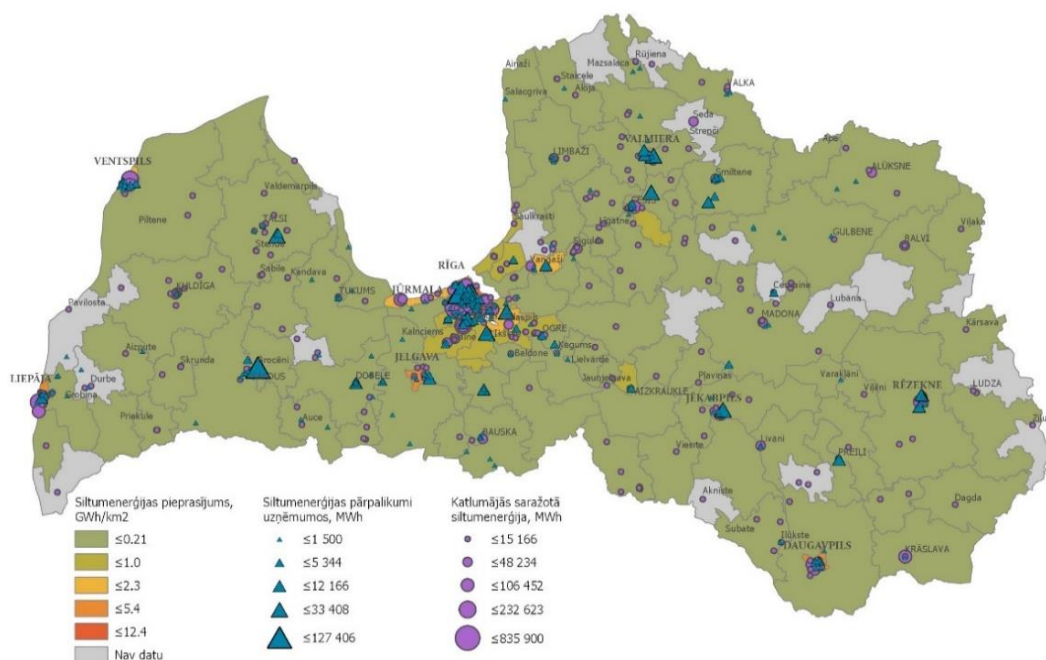 Ainaži
Mazsalaca
Rūjiena
Staicele
Aloja
VALKA
Salacgrīva
Seda
Strenči
Ape
VALMIERA
ALŪKSNE
LIMBAŽI
Smiltene
VENTSPILS
Valdemārpils
Piltene
TALSI
Saulkrasti
Līgatne
CĒSIS
Viļaka
Stende
Sigulda
GULBENE
BALVI
RĪGA
Sabile
Kandava
Vangaži
KULDĪGA
TUKUMS
JŪRMALA
Pāvilosta
Cesvaine
Lubāna
MADONA
Kārsava
Kalnciems
Aizpute
Skrunda
Brocēni
OGRE
Ķegums
Baldone
Lielvārde
JELGAVA
LIEPĀJA
Durbe
SALDUS
DOBELE
Jaunjelgava
AIZKRAUKLE
Pļaviņas
Varakļāni
Viļāni
RĒZEKNE
LUDZA
Grobiņa
JĒKABPILS
Priekule
Auce
BAUSKA
Viesīte
Līvāni
PREIĻI
Akniste
Dagda
Subate
Ilūkste
DAUGAVPILS
KRĀSLAVA
Siltumenerģijas pieprasījums,
GWh/km2
≤0.21
≤1.0
≤2.3
≤5.4
≤12.4
Nav datu
Siltumenerģijas pārpalikumi
uzņēmumos, MWh
≤1 500
≤5 344
≤12 166
≤33 408
≤127 406
Katlumājās saražotā
siltumenerģija, MWh
≤15 166
≤48 234
≤106 452
≤232 623
≤835 900